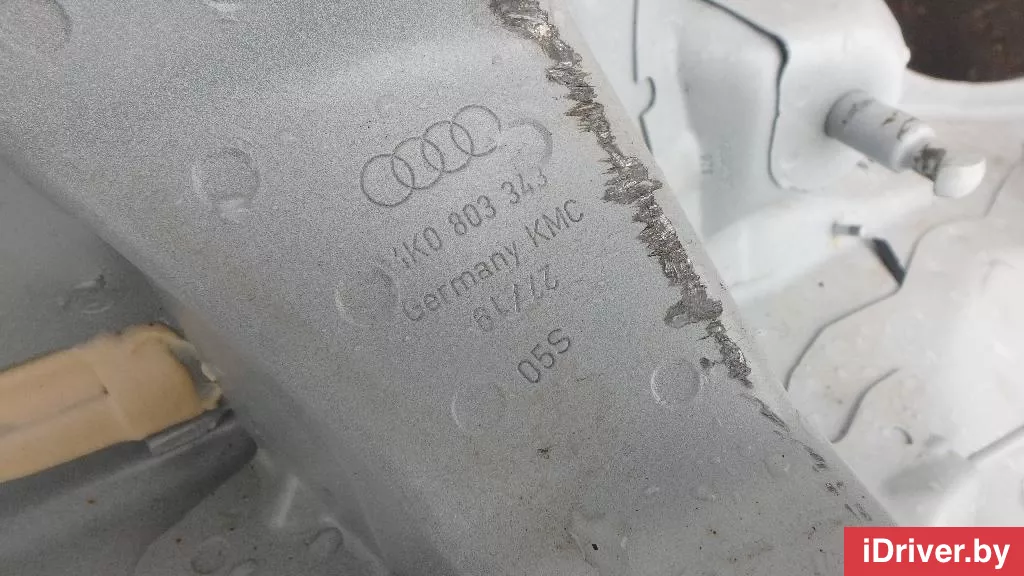 4K0 803 343
Germany KMC
05S
iDriver.by